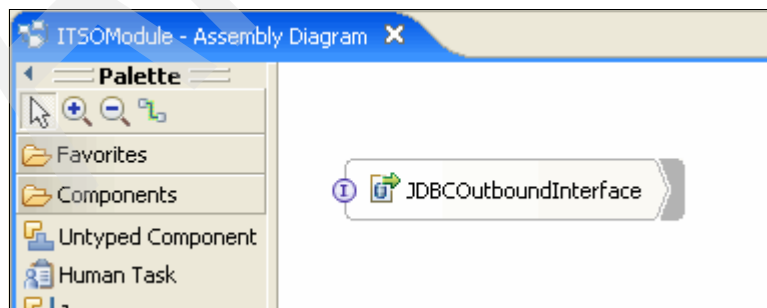 ITSOModule - Assembly Diagram
Palette
Favorites
Components
Untyped Component
Human Task
I JDBCOutboundInterface